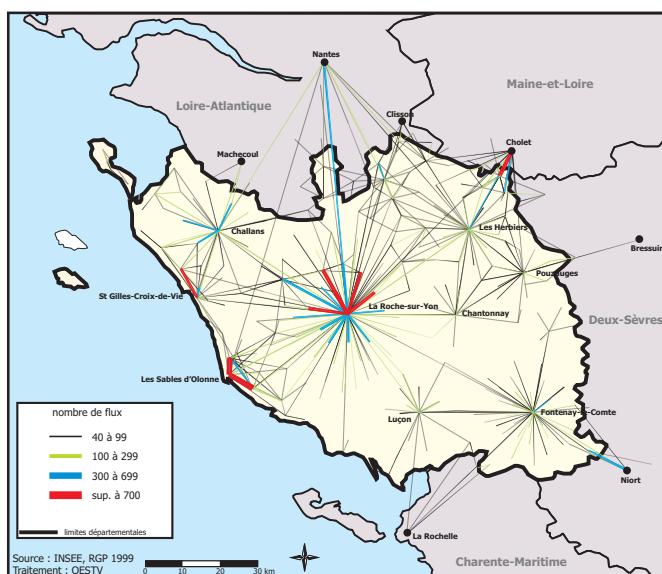 Nantes
Maine-et-Loire
Loire-Atlantique
Clisson
Cholet
Machecoul
Challans
Les Herbiers
Bressuire
Pouzauges
St Gilles-Croix-de-Vie
La Roche-sur-Yon
Chantonnay
Deux-Sèvres
Les Sables d'Olonne
nombre de flux
40 à 99
100 à 299
300 à 699
sup. à 700
limites départementales
Luçon
Fontenay-le-Comte
Niort
La Rochelle
Source : INSEE, RGP 1999
Traitement : OESTV
0 10 20 30 km
Charente-Maritime